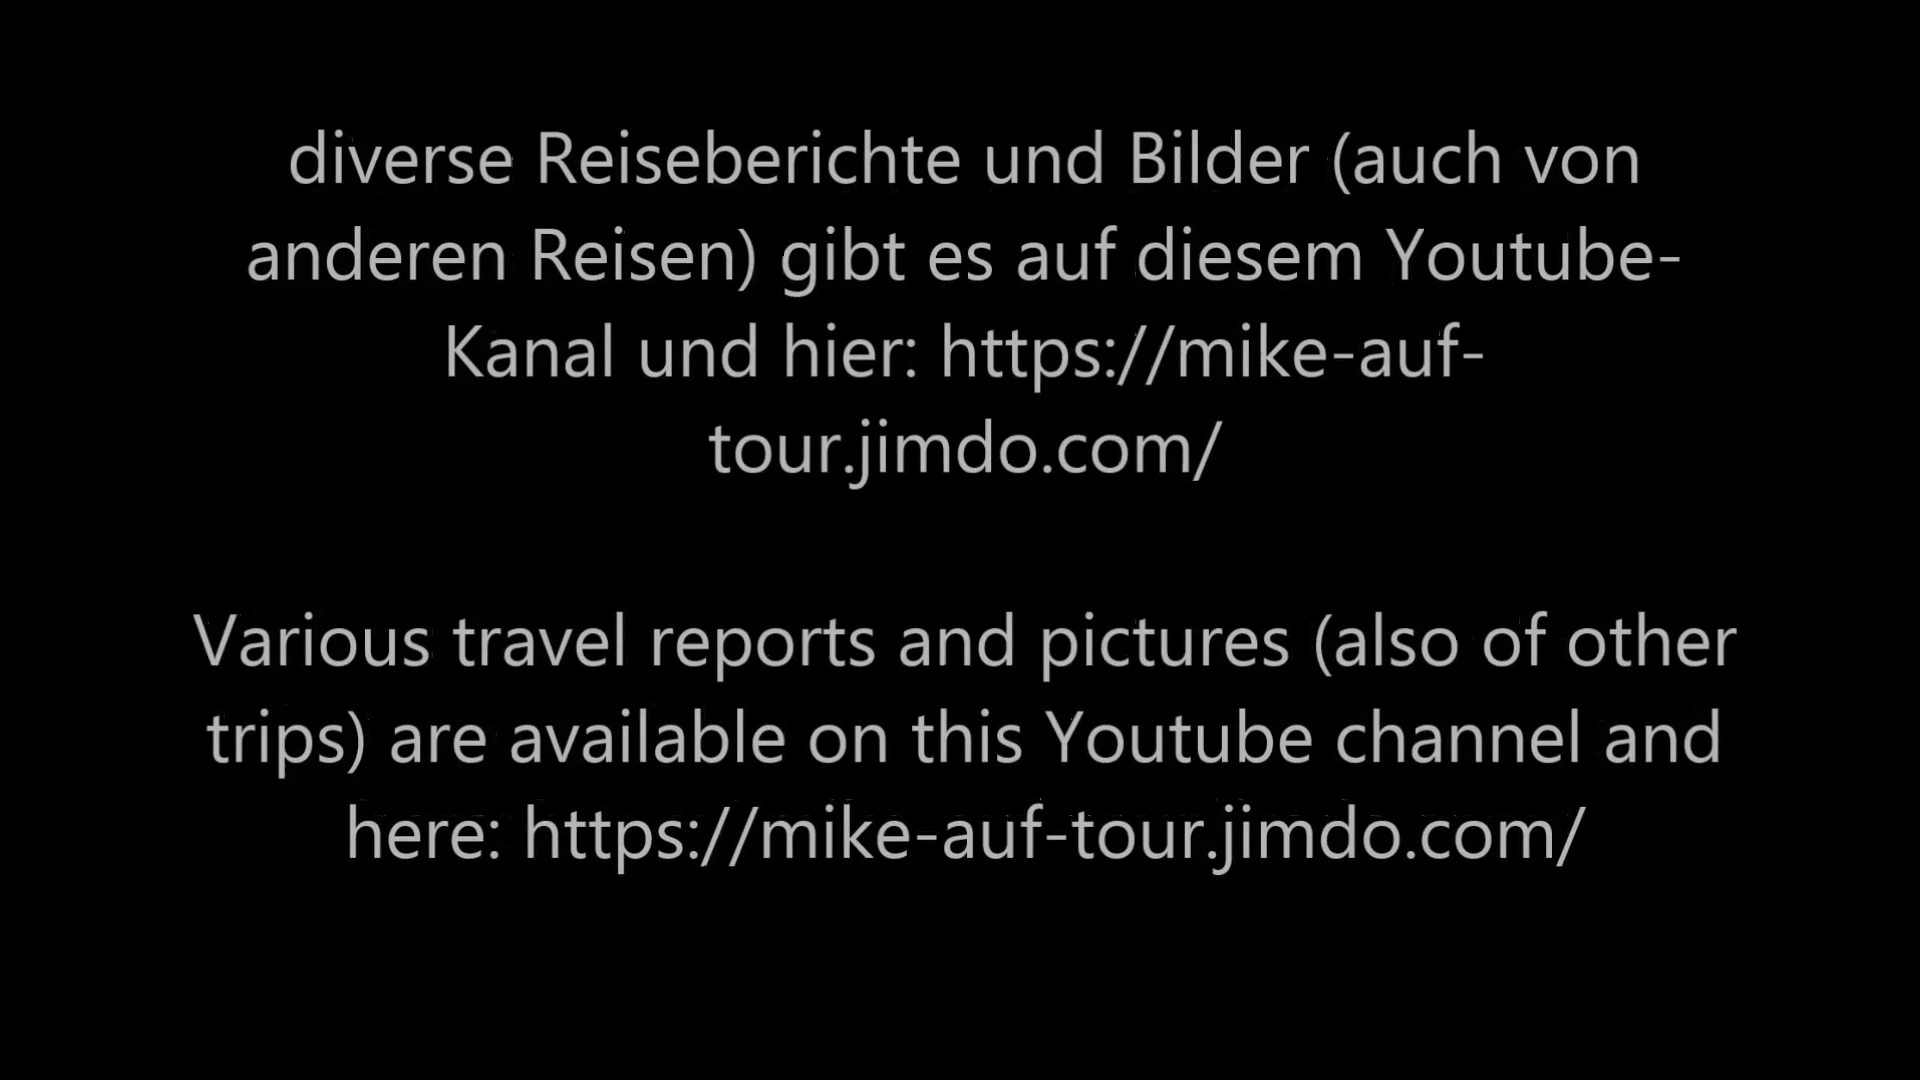 diverse Reiseberichte und Bilder (auch von
anderen Reisen) gibt es auf diesem Youtube-
Kanal und hier: https://mike-auf-
tour.jimdo.com/
Various travel reports and pictures (also of other
trips) are available on this Youtube channel and
here: https://mike-auf-tour.jimdo.com/